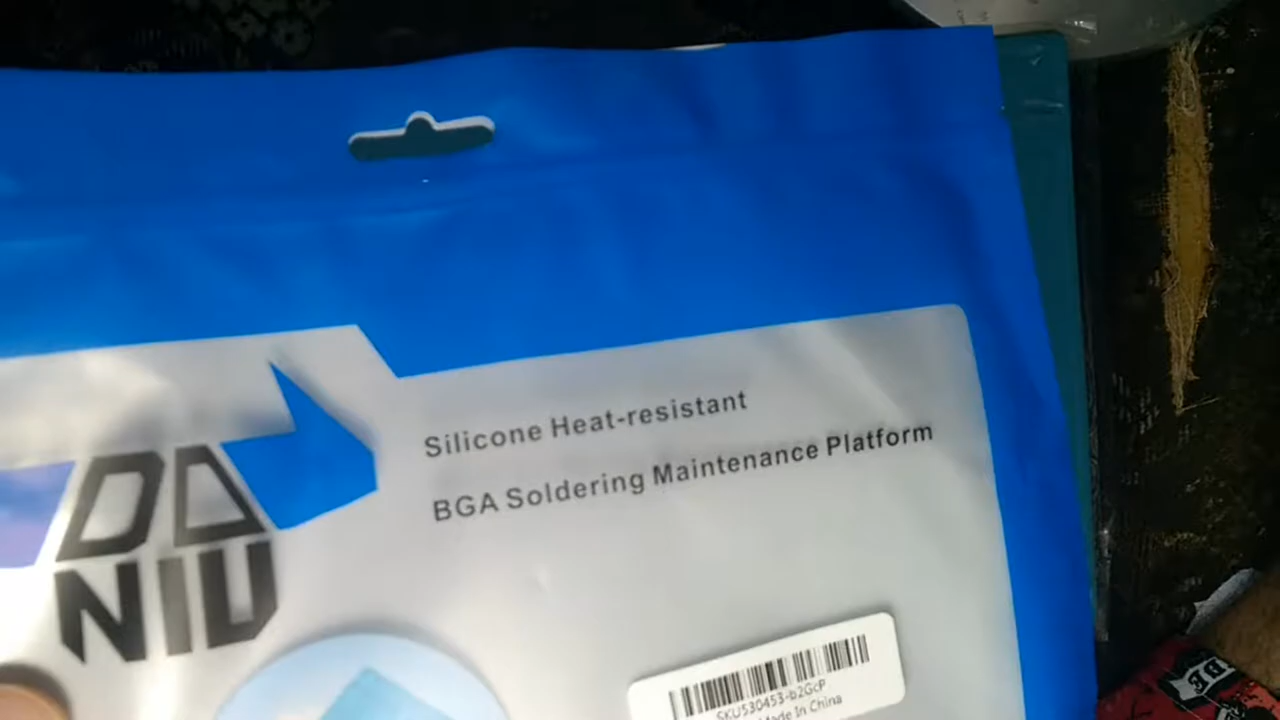 Silicone Heat-resistant
BGA Soldering Maintenance Platform
DA
NIU
SKU530453-b2GcP
Made In China